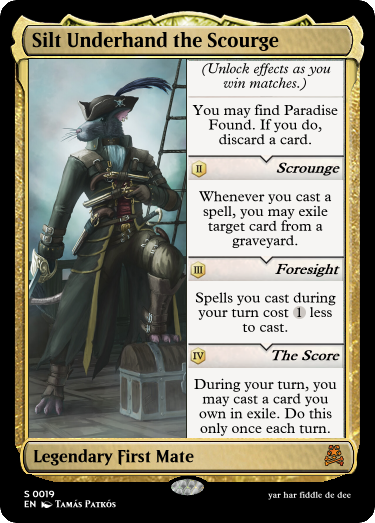 Silt Underhand the Scourge
(Unlock effects as you
win matches.)
You may find Paradise
Found. If you do,
discard a card.
II Scrounge
Whenever you cast a
spell, you may exile
target card from a
graveyard.
III Foresight
Spells you cast during
your turn cost 1 less
to cast.
IV The Score
During your turn, you
may cast a card you
own in exile. Do this
only once each turn.
Legendary First Mate
S 0019
EN Tamás Patkós
yar har fiddle de dee